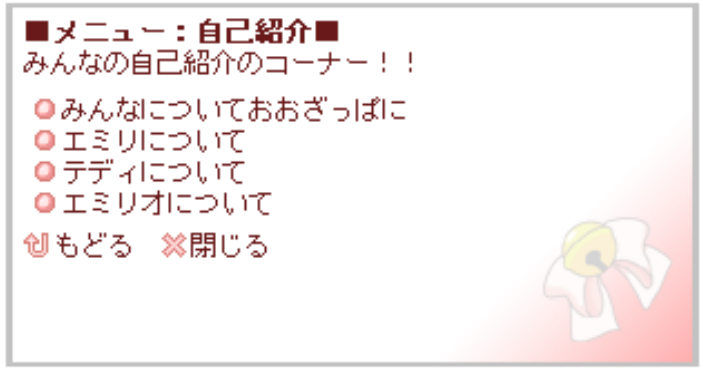 ■メニュー：自己紹介■
みんなの自己紹介のコーナー！！
みんなについておおざっぱに
エミリについて
テディについて
エミリオについて
もどる　閉じる